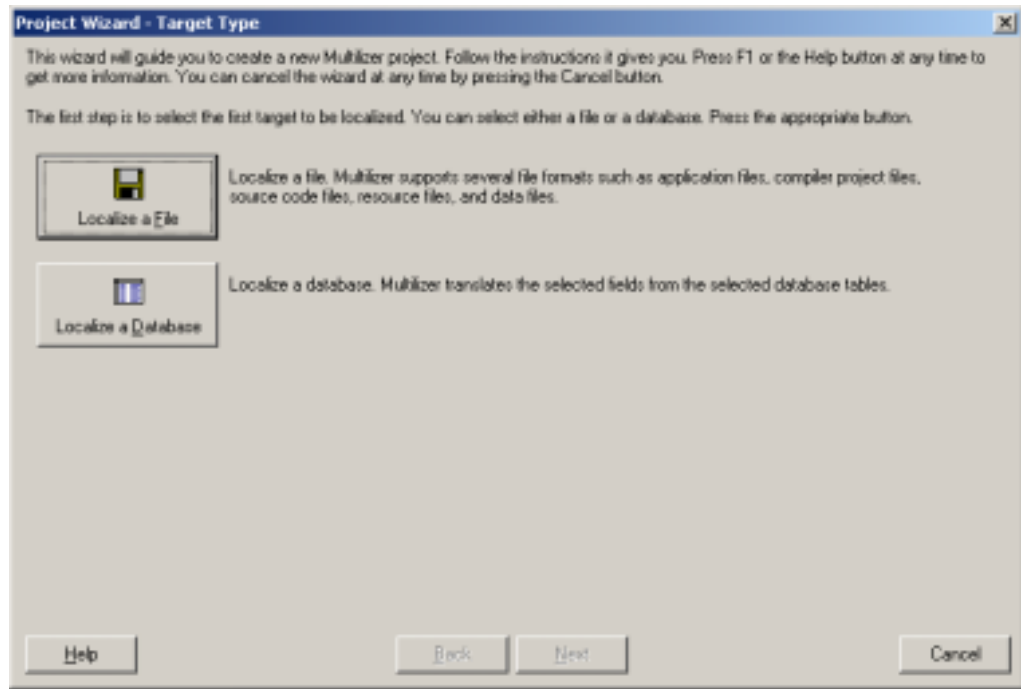 Project Wizard - Target Type
This wizard will guide you to create a new Multilizer project. Follow the instructions it gives you. Press F1 or the Help button at any time to
get more information. You can cancel the wizard at any time by pressing the Cancel button.
The first step is to select the first target to be localized. You can select either a file or a database. Press the appropriate button.
Localize a file. Multilizer supports several file formats such as application files, compiler project files,
source code files, resource files, and data files.
Localize a File
Localize a database. Multilizer translates the selected fields from the selected database tables.
Localize a Database
Help
Back
Next
Cancel